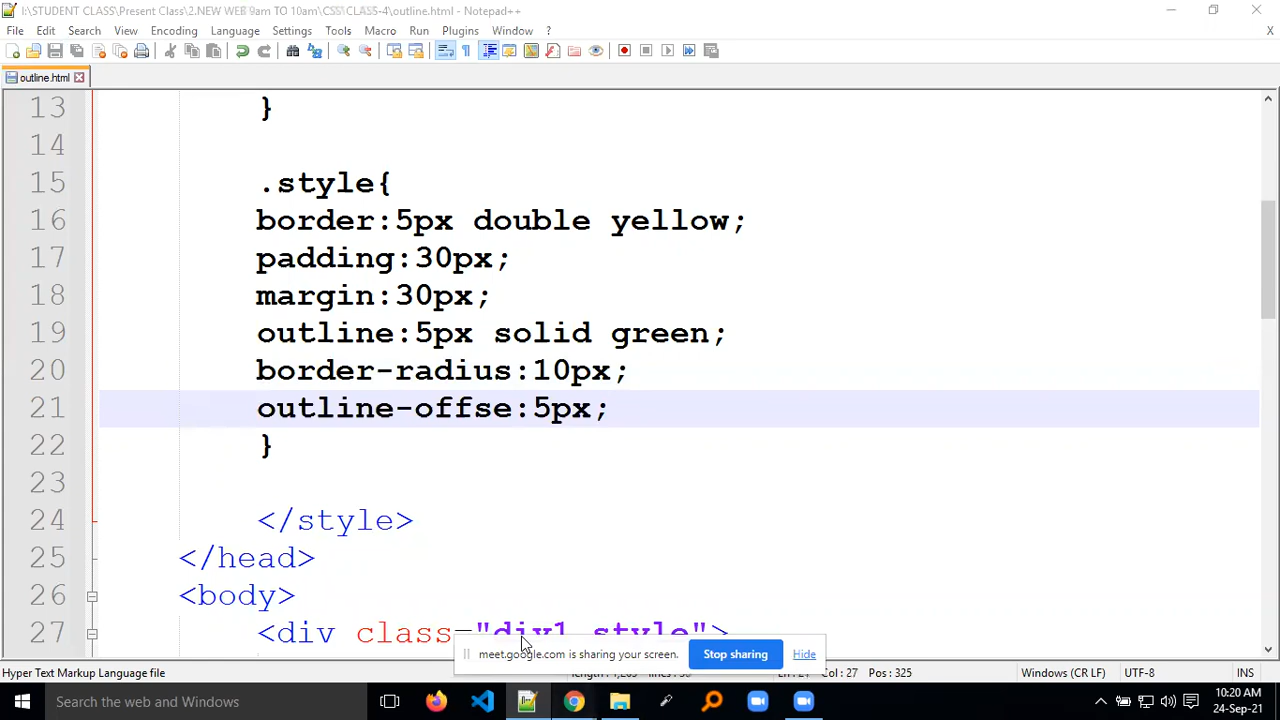 I:\STUDENT CLASS\Present Class\2.NEW WEB 9am TO 10am\CSS\CLASS-4\outline.html - Notepad++
File Edit Search View Encoding Language Settings Tools Macro Run Plugins Window ? X
outline.html
13 }
14
15 .style{
16 border:5px double yellow;
17 padding:30px;
18 margin:30px;
19 outline:5px solid green;
20 border-radius:10px;
21 outline-offse:5px;
22 }
23
24 </style>
25 </head>
26 <body>
27 <div class="div1 style">
meet.google.com is sharing your screen. Stop sharing Hide
Hyper Text Markup Language file Col: 27 Pos: 325 Windows (CR LF) UTF-8 INS
Search the web and Windows
10:20 AM
24-Sep-21